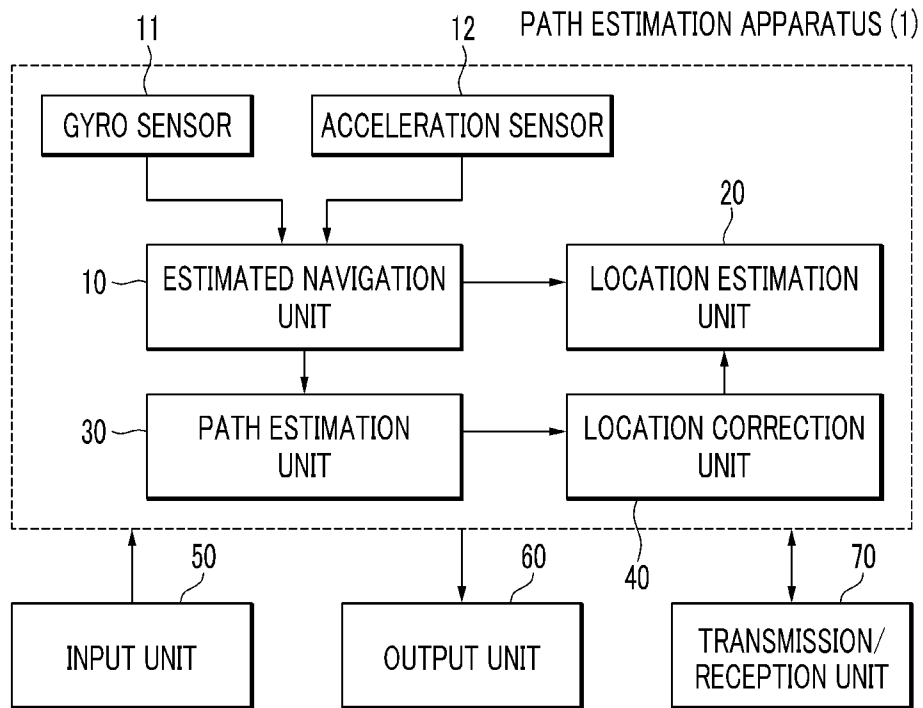 11
12
PATH ESTIMATION APPARATUS (1)
GYRO SENSOR
ACCELERATION SENSOR
20
10
ESTIMATED NAVIGATION
UNIT
LOCATION ESTIMATION
UNIT
30
PATH ESTIMATION
UNIT
LOCATION CORRECTION
UNIT
50
60
40
70
INPUT UNIT
OUTPUT UNIT
TRANSMISSION/
RECEPTION UNIT